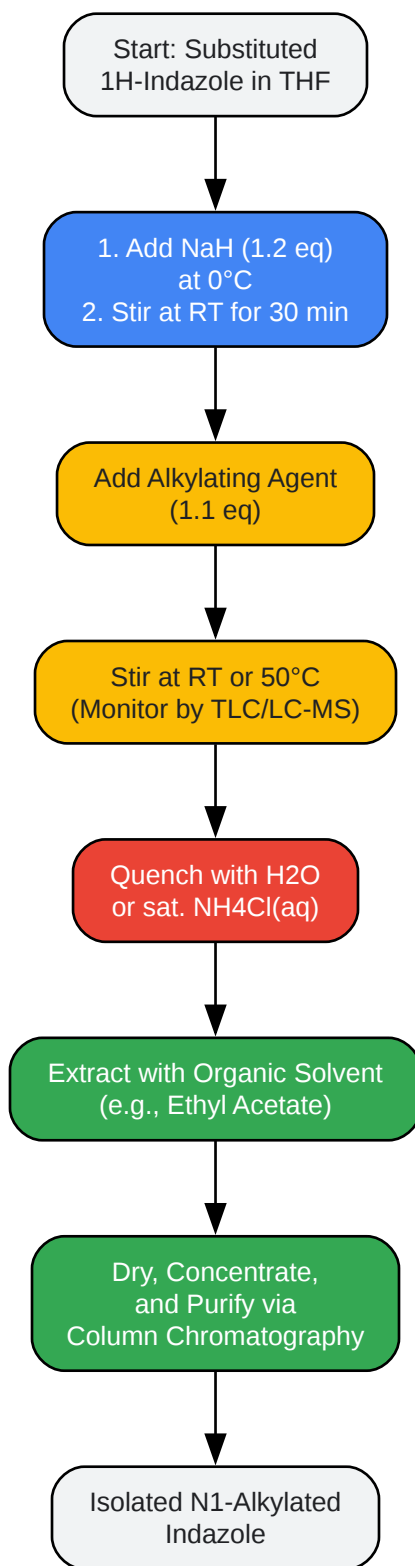 Start: Substituted
1H-Indazole in THF
1. Add NaH (1.2 eq)
at 0°C
2. Stir at RT for 30 min
Add Alkylating Agent
(1.1 eq)
Stir at RT or 50°C
(Monitor by TLC/LC-MS)
Quench with H2O
or sat. NH4Cl(aq)
Extract with Organic Solvent
(e.g., Ethyl Acetate)
Dry, Concentrate,
and Purify via
Column Chromatography
Isolated N1-Alkylated
Indazole